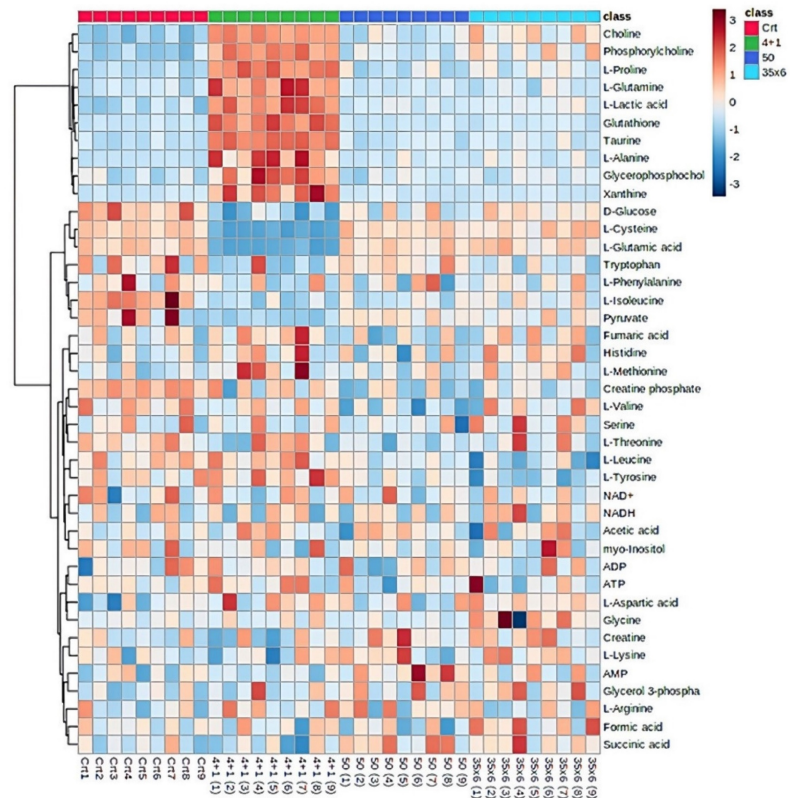 class
Choline
Phosphorylcholine
L-Proline
L-Glutamine
L-Lactic acid
Glutathione
Taurine
L-Alanine
Glycerophosphochol
Xanthine
D-Glucose
L-Cysteine
L-Glutamic acid
Tryptophan
L-Phenylalanine
L-Isoleucine
Pyruvate
Fumaric acid
Histidine
L-Methionine
Creatine phosphate
L-Valine
Serine
L-Threonine
L-Leucine
L-Tyrosine
NAD+
NADH
Acetic acid
myo-Inositol
ADP
ATP
L-Aspartic acid
Glycine
Creatine
L-Lysine
AMP
Glycerol 3-phospha
L-Arginine
Formic acid
Succinic acid
Crt1
Crt2
Crt3
Crt4
Crt5
Crt6
Crt7
Crt8
Crt9
4+1 (1)
4+1 (2)
4+1 (3)
4+1 (4)
4+1 (5)
4+1 (6)
4+1 (7)
4+1 (8)
4+1 (9)
50 (1)
50 (2)
50 (3)
50 (4)
50 (5)
50 (6)
50 (7)
50 (8)
50 (9)
35x6 (1)
35x6 (2)
35x6 (3)
35x6 (4)
35x6 (5)
35x6 (6)
35x6 (7)
35x6 (8)
35x6 (9)
3
2
1
0
-1
-2
-3
class
Crt
4+1
50
35x6